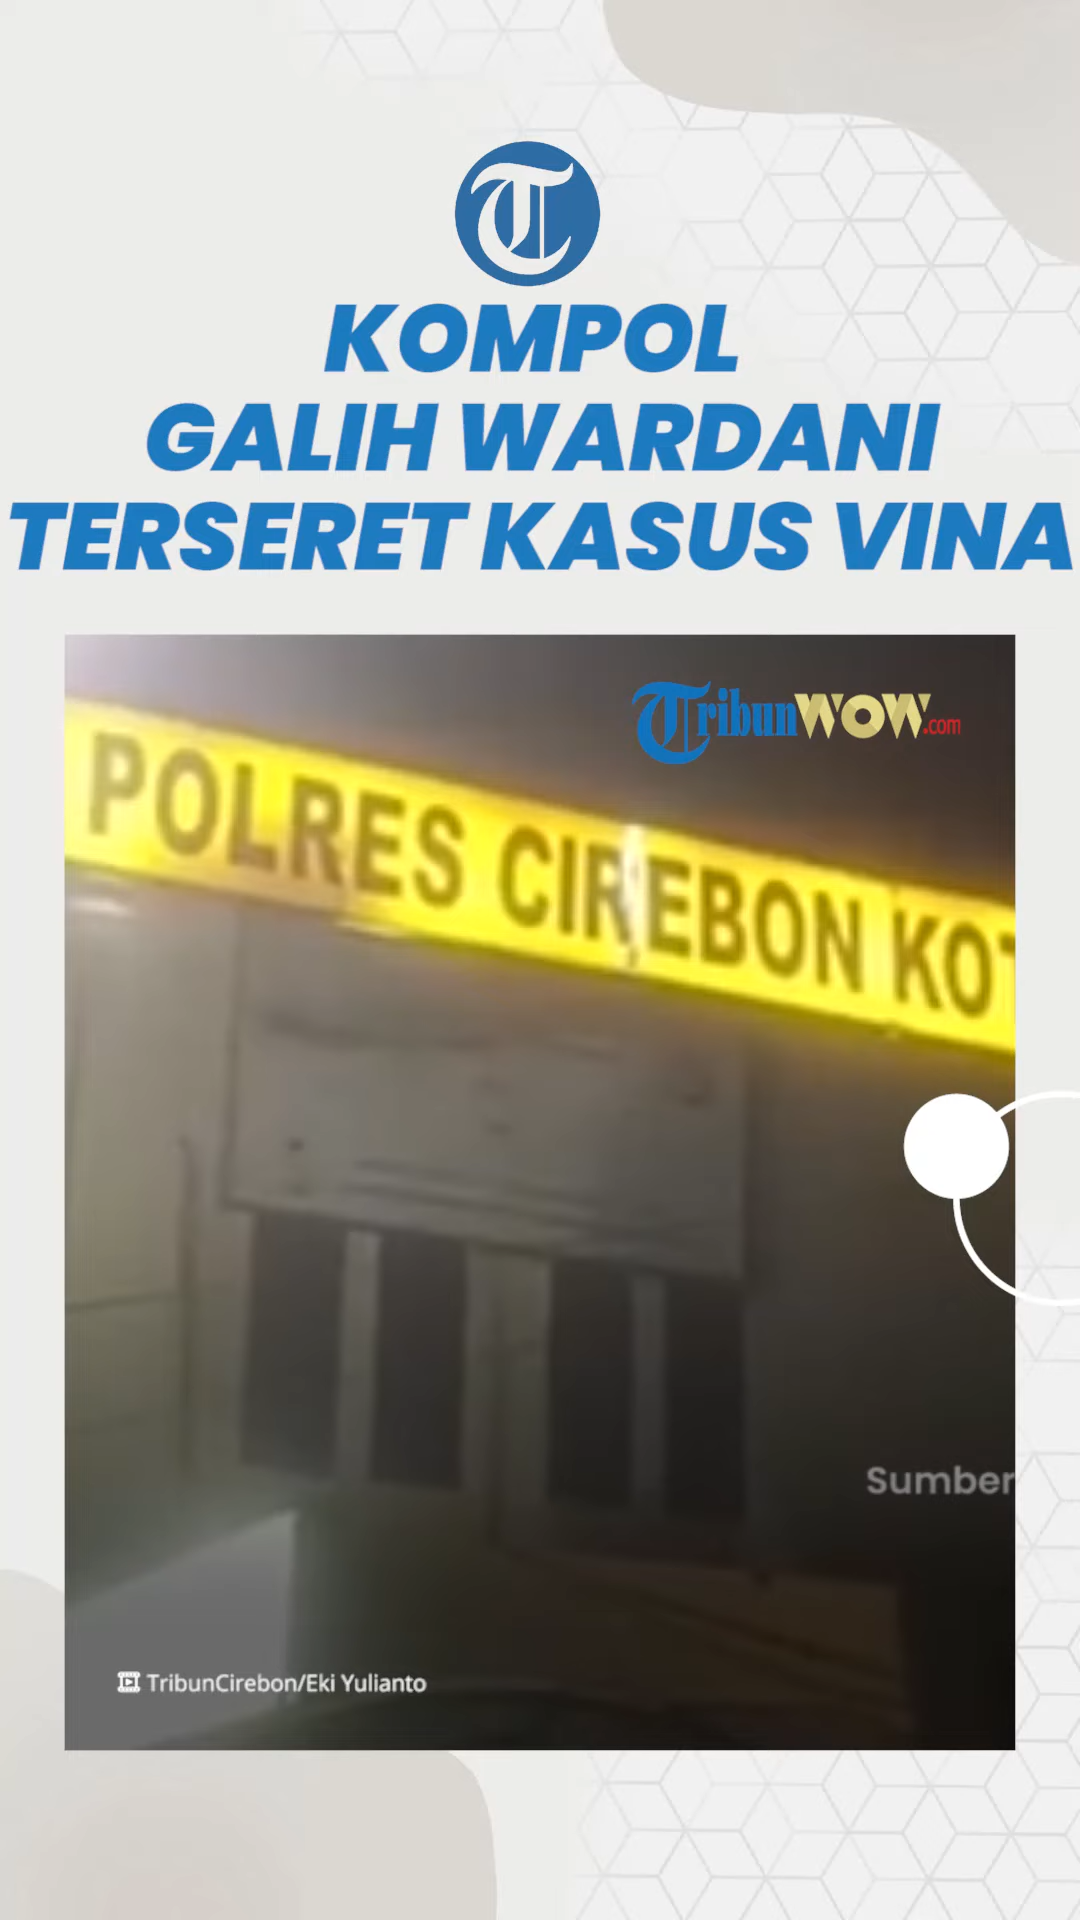 KOMPOL
GALIH WARDANI
TERSERET KASUS VINA
TribunWOW.com
POLRES CIREBON KOT
Sumber
TribunCirebon/Eki Yulianto